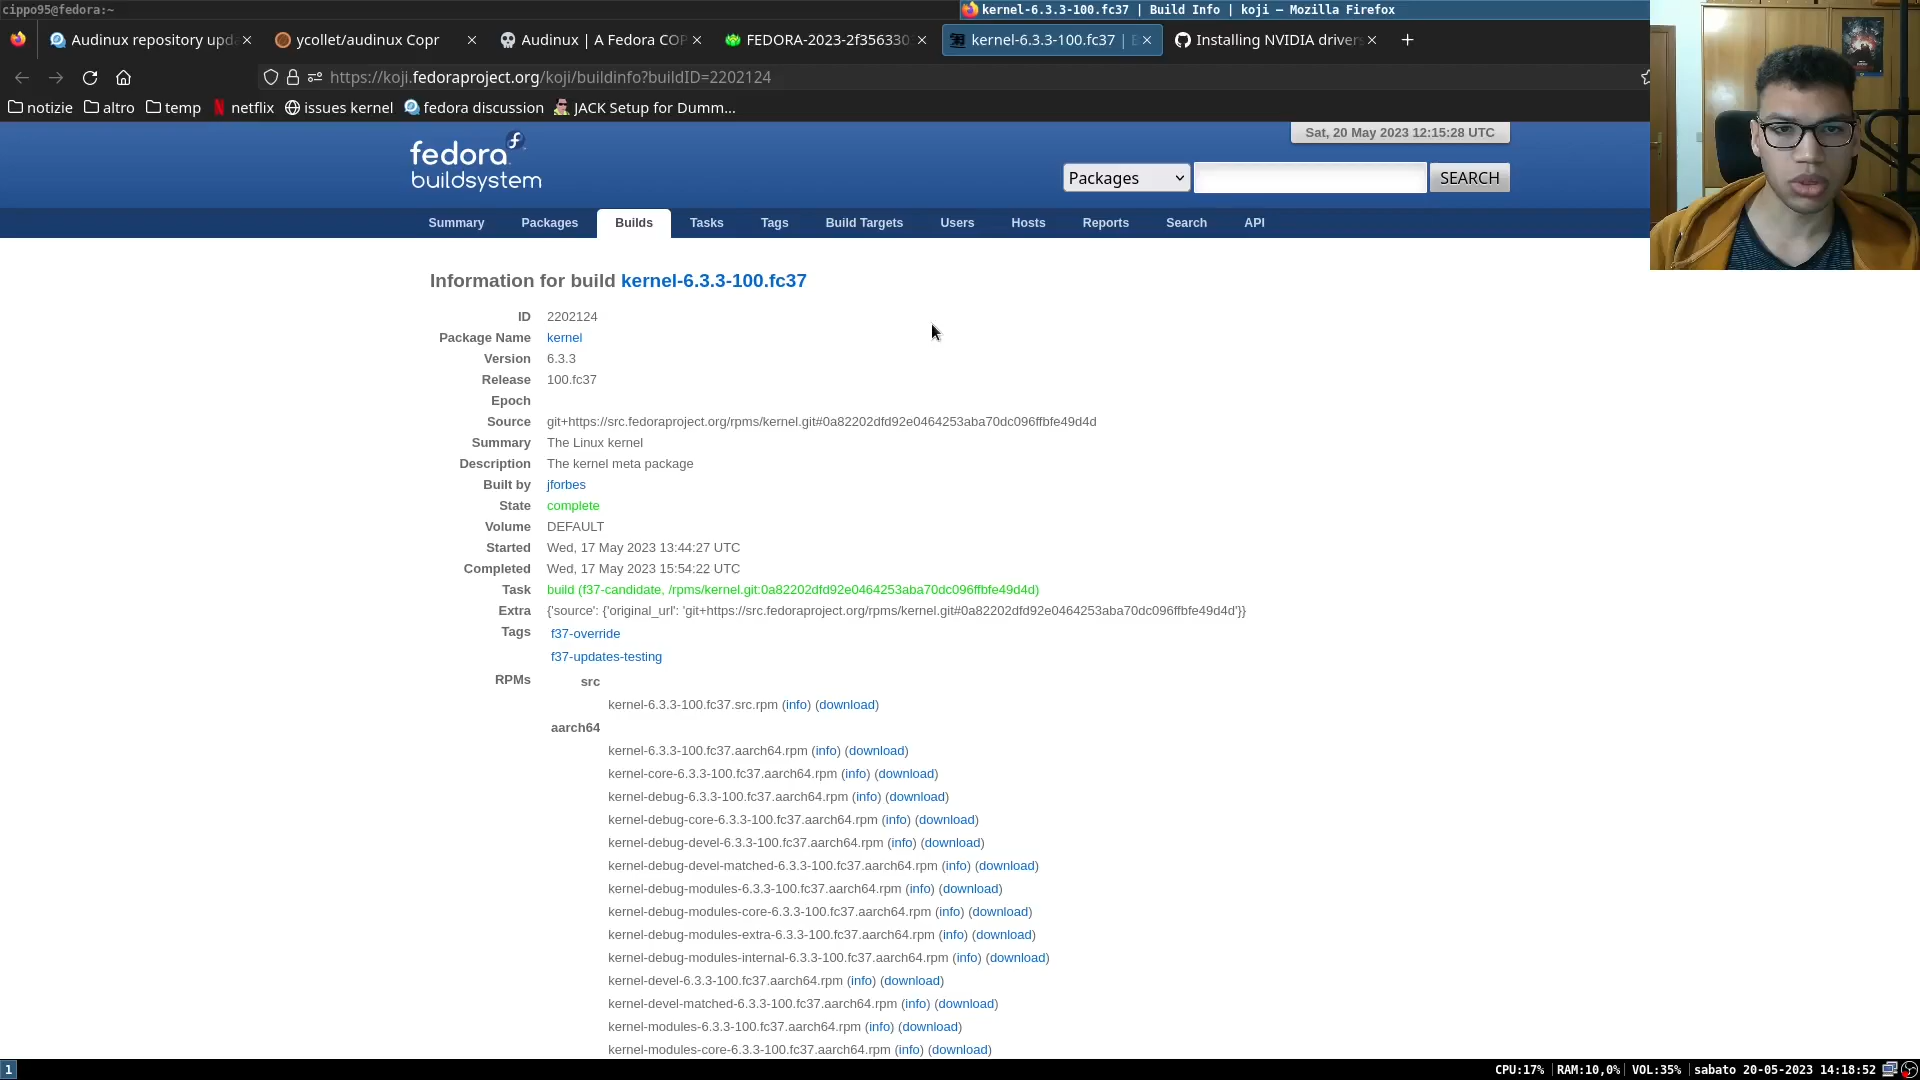 cippo95@fedora:~
kernel-6.3.3-100.fc37 | Build Info | koji — Mozilla Firefox
Audinux repository upd
ycollet/audinux Copr
Audinux | A Fedora COP
FEDORA-2023-2f356330
kernel-6.3.3-100.fc37 |
Installing NVIDIA driver
https://koji.fedoraproject.org/koji/buildinfo?buildID=2202124
notizie altro temp netflix issues kernel fedora discussion JACK Setup for Dumm...
Sat, 20 May 2023 12:15:28 UTC
fedora
buildsystem
Packages
SEARCH
Summary Packages Builds Tasks Tags Build Targets Users Hosts Reports Search API
Information for build kernel-6.3.3-100.fc37
ID 2202124
Package Name kernel
Version 6.3.3
Release 100.fc37
Epoch
Source git+https://src.fedoraproject.org/rpms/kernel.git#0a82202dfd92e0464253aba70dc096ffbfe49d4d
Summary The Linux kernel
Description The kernel meta package
Built by jforbes
State complete
Volume DEFAULT
Started Wed, 17 May 2023 13:44:27 UTC
Completed Wed, 17 May 2023 15:54:22 UTC
Task build (f37-candidate, /rpms/kernel.git:0a82202dfd92e0464253aba70dc096ffbfe49d4d)
Extra {'source': {'original_url': 'git+https://src.fedoraproject.org/rpms/kernel.git#0a82202dfd92e0464253aba70dc096ffbfe49d4d'}}
Tags f37-override
f37-updates-testing
RPMs src
kernel-6.3.3-100.fc37.src.rpm (info) (download)
aarch64
kernel-6.3.3-100.fc37.aarch64.rpm (info) (download)
kernel-core-6.3.3-100.fc37.aarch64.rpm (info) (download)
kernel-debug-6.3.3-100.fc37.aarch64.rpm (info) (download)
kernel-debug-core-6.3.3-100.fc37.aarch64.rpm (info) (download)
kernel-debug-devel-6.3.3-100.fc37.aarch64.rpm (info) (download)
kernel-debug-devel-matched-6.3.3-100.fc37.aarch64.rpm (info) (download)
kernel-debug-modules-6.3.3-100.fc37.aarch64.rpm (info) (download)
kernel-debug-modules-core-6.3.3-100.fc37.aarch64.rpm (info) (download)
kernel-debug-modules-extra-6.3.3-100.fc37.aarch64.rpm (info) (download)
kernel-debug-modules-internal-6.3.3-100.fc37.aarch64.rpm (info) (download)
kernel-devel-6.3.3-100.fc37.aarch64.rpm (info) (download)
kernel-devel-matched-6.3.3-100.fc37.aarch64.rpm (info) (download)
kernel-modules-6.3.3-100.fc37.aarch64.rpm (info) (download)
kernel-modules-core-6.3.3-100.fc37.aarch64.rpm (info) (download)
1
CPU:17% RAM:10,0% VOL:35% sabato 20-05-2023 14:18:52